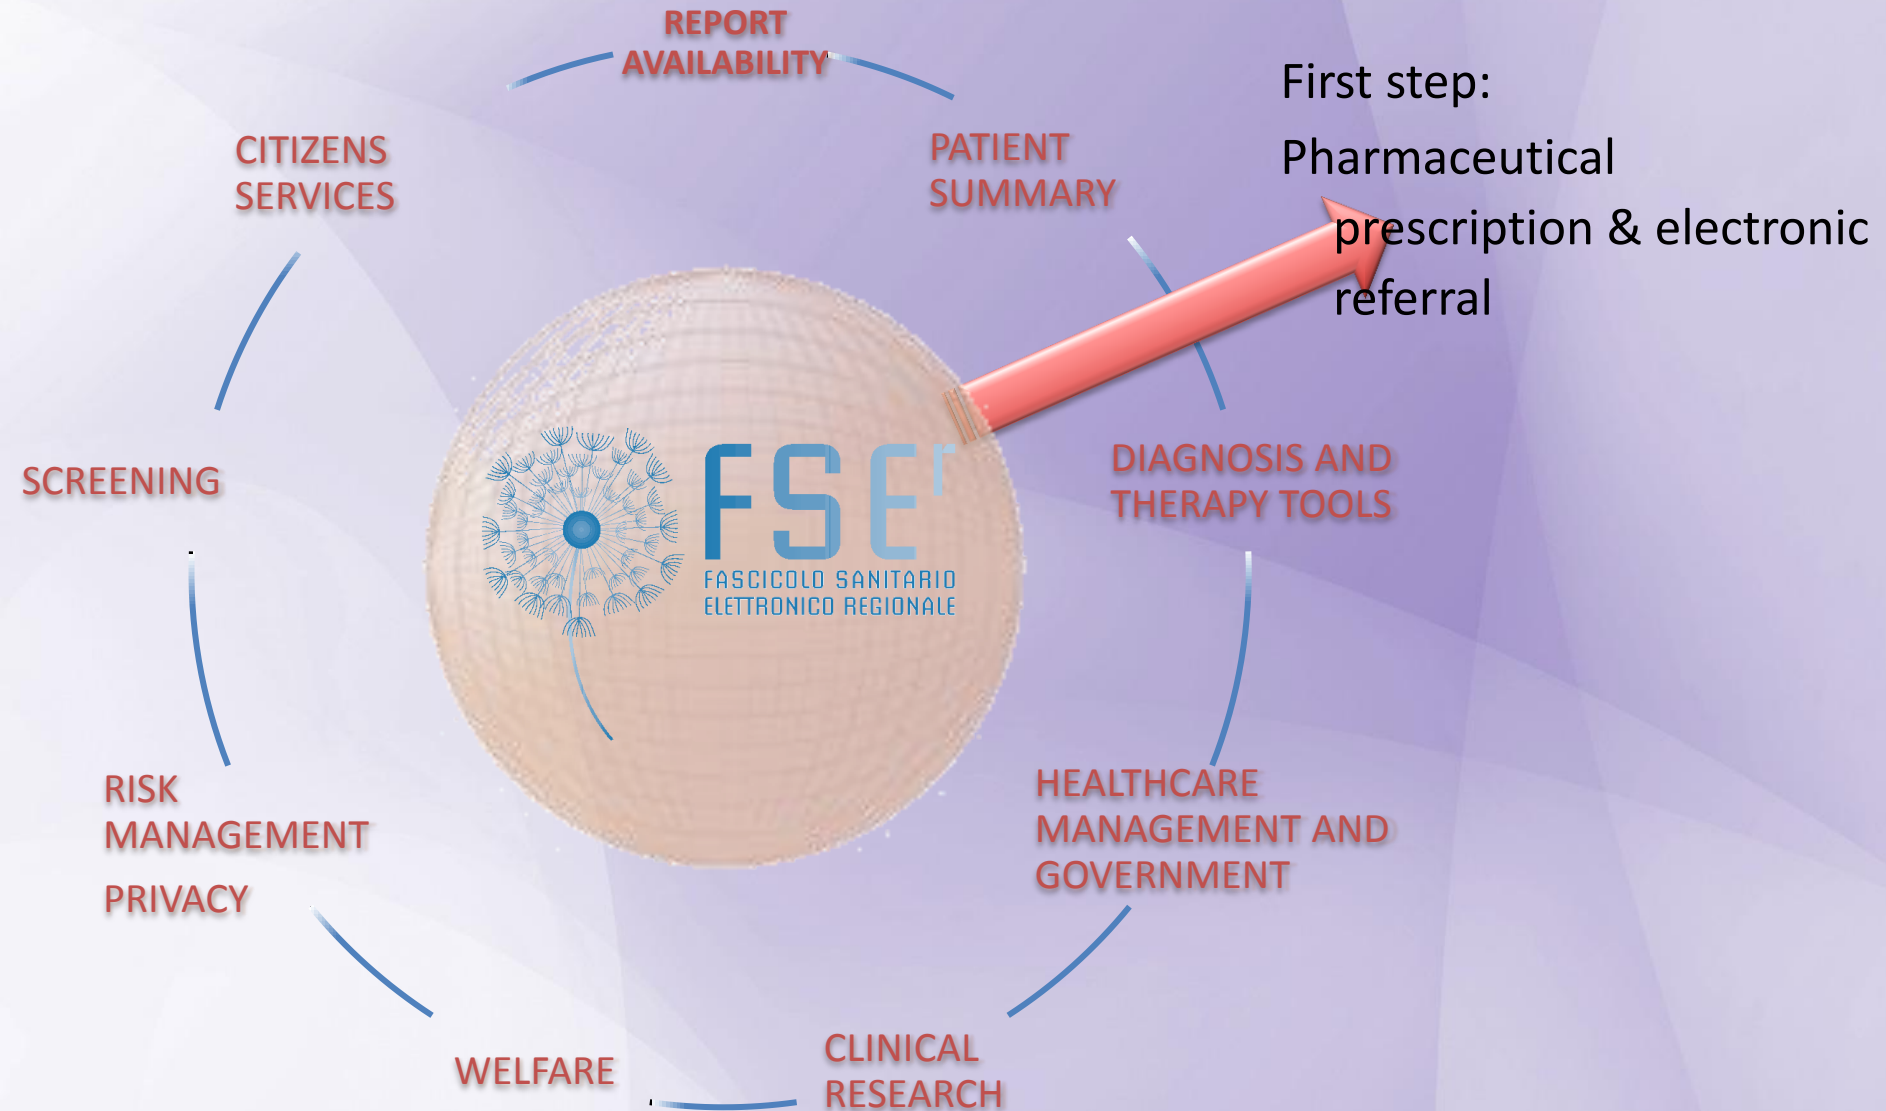 REPORT
AVAILABILITY
First step:
Pharmaceutical
prescription & electronic
referral
CITIZENS
SERVICES
PATIENT
SUMMARY
SCREENING
FSEr
FASCICOLO SANITARIO
ELETTRONICO REGIONALE
DIAGNOSIS AND
THERAPY TOOLS
RISK
MANAGEMENT
PRIVACY
HEALTHCARE
MANAGEMENT AND
GOVERNMENT
WELFARE
CLINICAL
RESEARCH